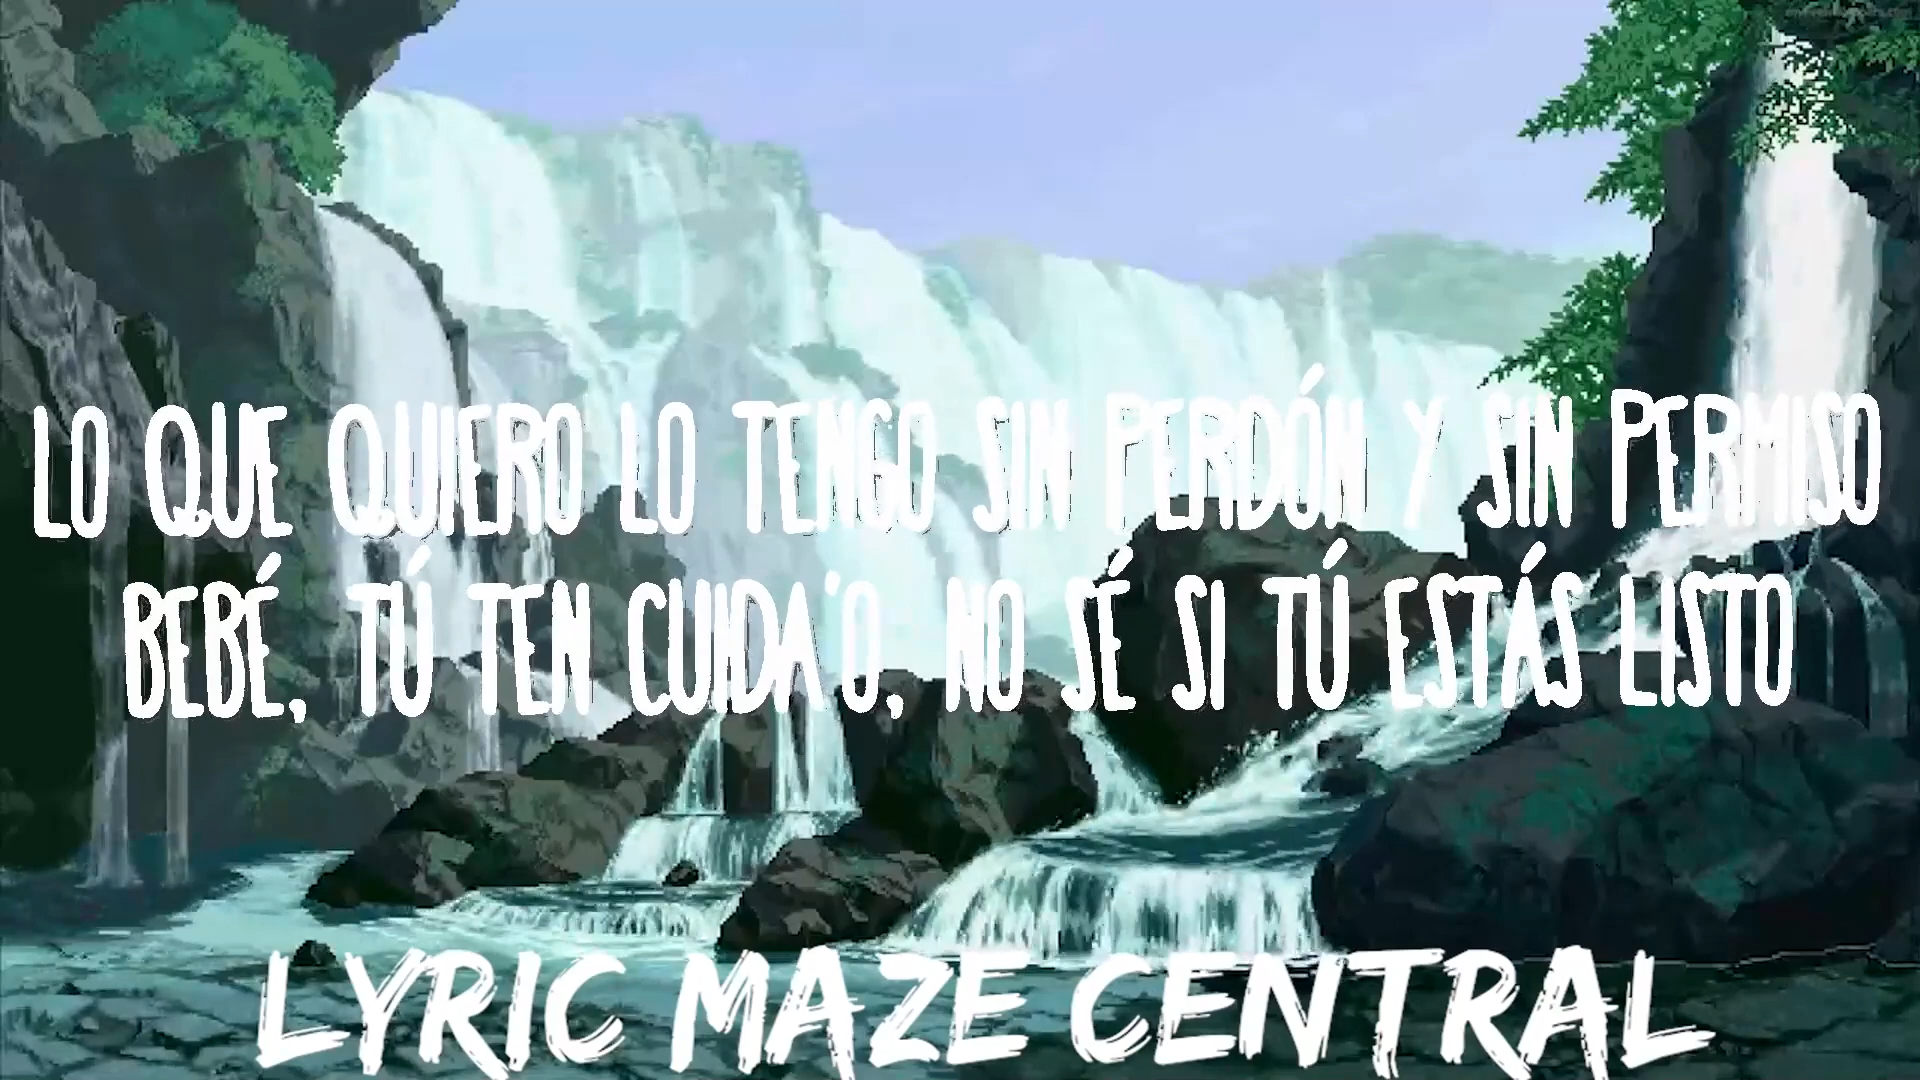 LO QUE QUIERO LO TENGO SIN PERDÓN Y SIN PERMISO
BEBÉ, TÚ TEN CUIDA'O, NO SÉ SI TÚ ESTÁS LISTO
LYRIC MAZE CENTRAL